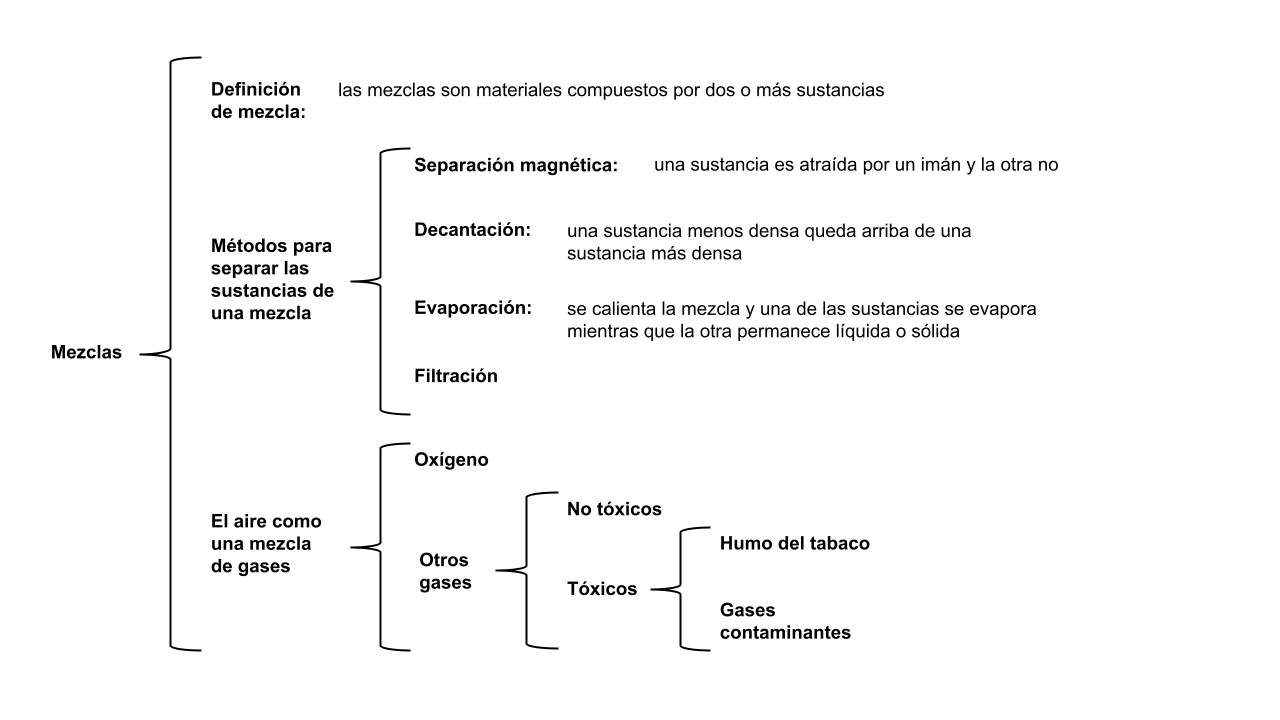 Definición
de mezcla:
las mezclas son materiales compuestos por dos o más sustancias
Separación magnética:
una sustancia es atraída por un imán y la otra no
Decantación:
una sustancia menos densa queda arriba de una
sustancia más densa
Métodos para
separar las
sustancias de
una mezcla
Evaporación:
se calienta la mezcla y una de las sustancias se evapora
mientras que la otra permanece líquida o sólida
Mezclas
Filtración
Oxígeno
El aire como
una mezcla
de gases
No tóxicos
Otros
gases
Humo del tabaco
Tóxicos
Gases
contaminantes